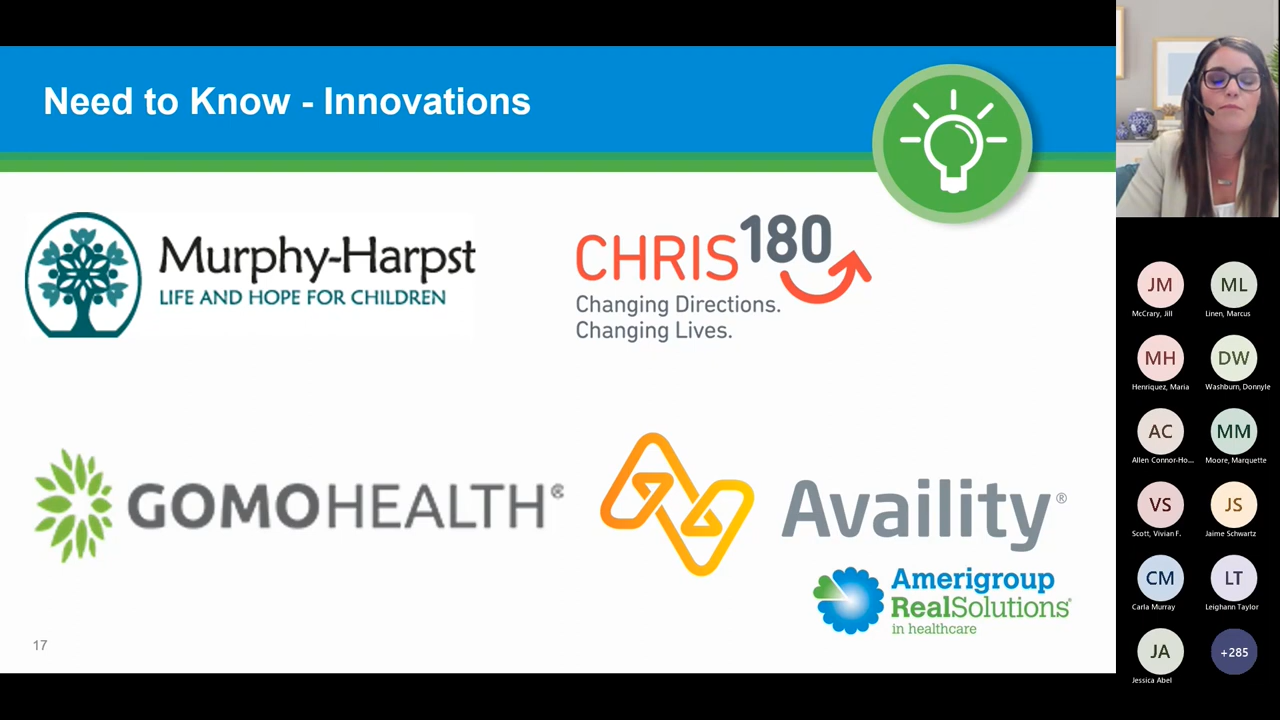 Need to Know - Innovations
Murphy-Harpst
LIFE AND HOPE FOR CHILDREN
CHRIS180
Changing Directions.
Changing Lives.
GOMOHEALTH
Availity®
Amerigroup
RealSolutions®
in healthcare
17
JM
ML
McCrary, Jill
Linen, Marcus
MH
DW
Henriquez, Maria
Washburn, Donnyle
AC
MM
Allen Connor-Ho...
Moore, Marquette
VS
JS
Scott, Vivian F.
Jaime Schwartz
CM
LT
Carla Murray
Leighann Taylor
JA
+285
Jessica Abel